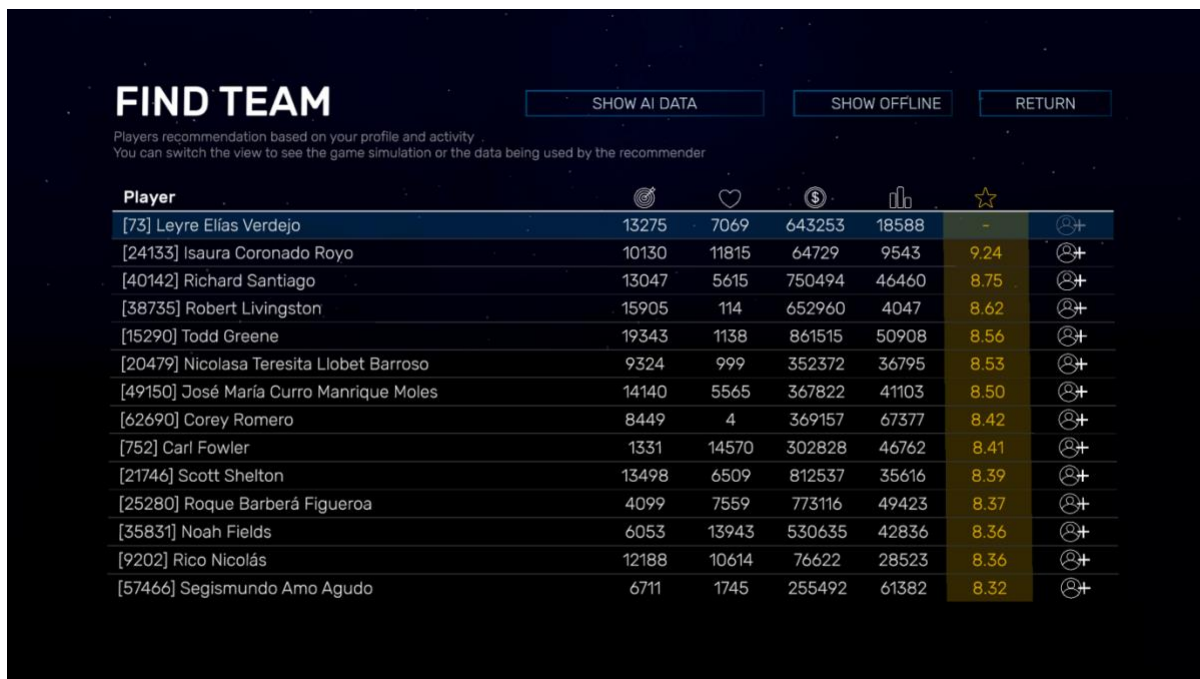 FIND TEAM
SHOW AI DATA
SHOW OFFLINE
RETURN
Players recommendation based on your profile and activity
You can switch the view to see the game simulation or the data being used by the recommender
Player
[73] Leyre Elías Verdejo 13275 7069 643253 18588 -
[24133] Isaura Coronado Royo 10130 11815 64729 9543 9.24
[40142] Richard Santiago 13047 5615 750494 46460 8.75
[38735] Robert Livingston 15905 114 652960 4047 8.62
[15290] Todd Greene 19343 1138 861515 50908 8.56
[20479] Nicolasa Teresita Llobet Barroso 9324 999 352372 36795 8.53
[49150] José María Curro Manrique Moles 14140 5565 367822 41103 8.50
[62690] Corey Romero 8449 4 369157 67377 8.42
[752] Carl Fowler 1331 14570 302828 46762 8.41
[21746] Scott Shelton 13498 6509 812537 35616 8.39
[25280] Roque Barberá Figueroa 4099 7559 773116 49423 8.37
[35831] Noah Fields 6053 13943 530635 42836 8.36
[9202] Rico Nicolás 12188 10614 76622 28523 8.36
[57466] Segismundo Amo Agudo 6711 1745 255492 61382 8.32